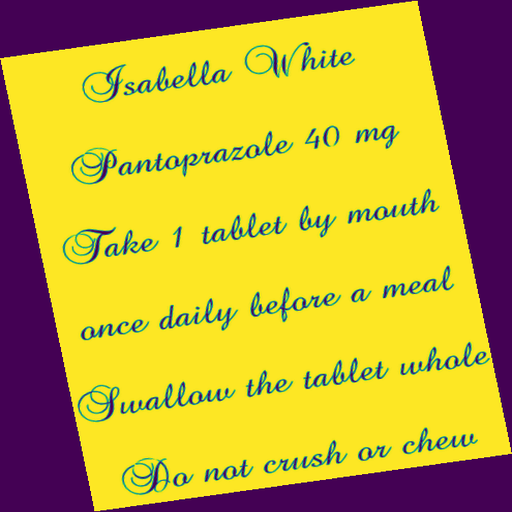 Isabella White
Pantoprazole 40 mg
Take 1 tablet by mouth
once daily before a meal
Swallow the tablet whole
Do not crush or chew